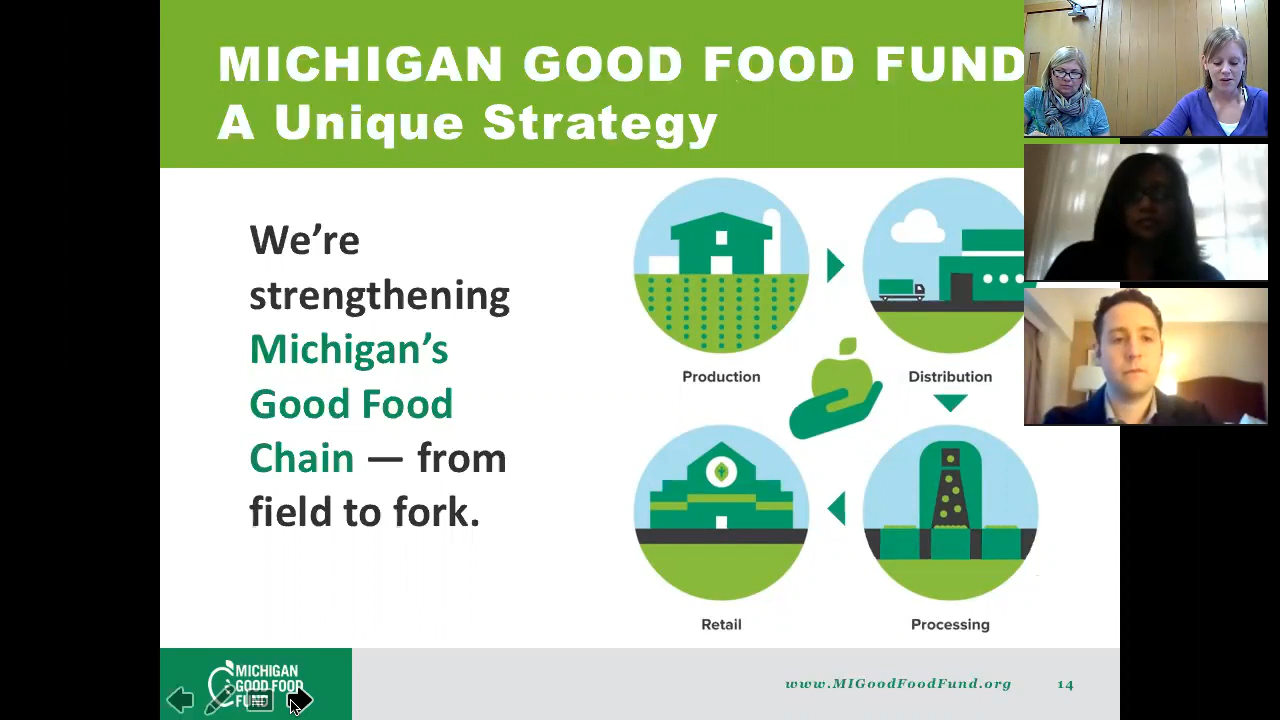 MICHIGAN GOOD FOOD FUND
A Unique Strategy
We're
strengthening
Michigan's
Good Food
Chain — from
field to fork.
Production
Distribution
Retail
Processing
MICHIGAN
GOOD FOOD
FUND
www.MIGoodFoodFund.org
14